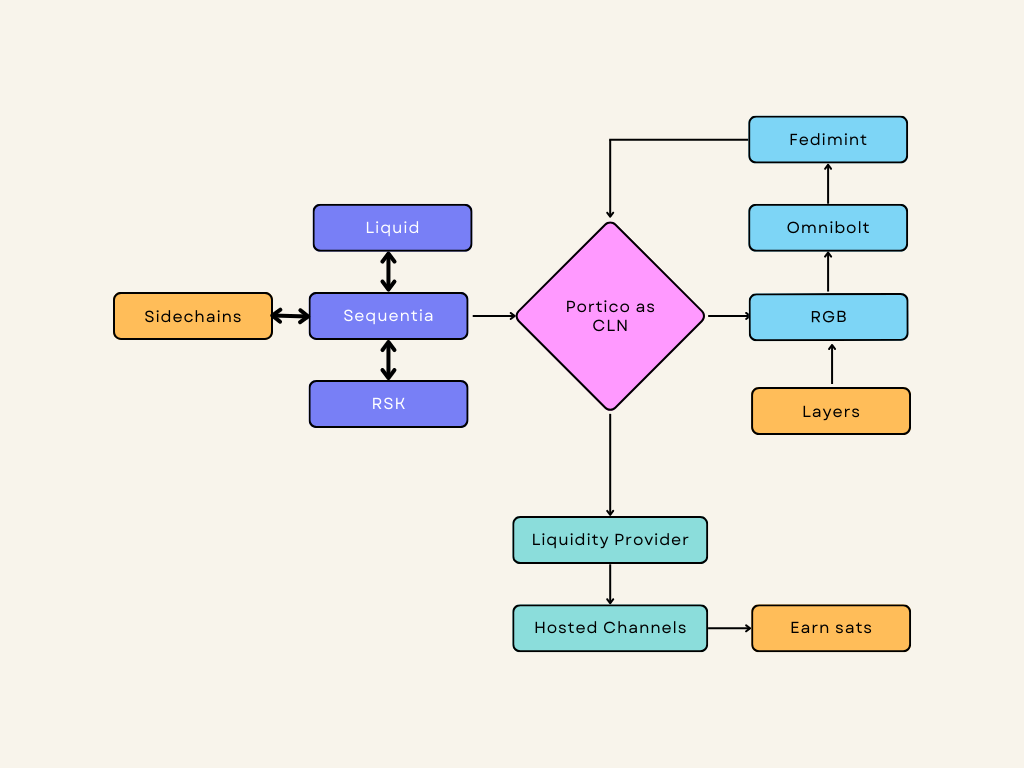 Fedimint
Liquid
Omnibolt
Sidechains
Sequentia
Portico as
CLN
RGB
RSK
Layers
Liquidity Provider
Hosted Channels
Earn sats